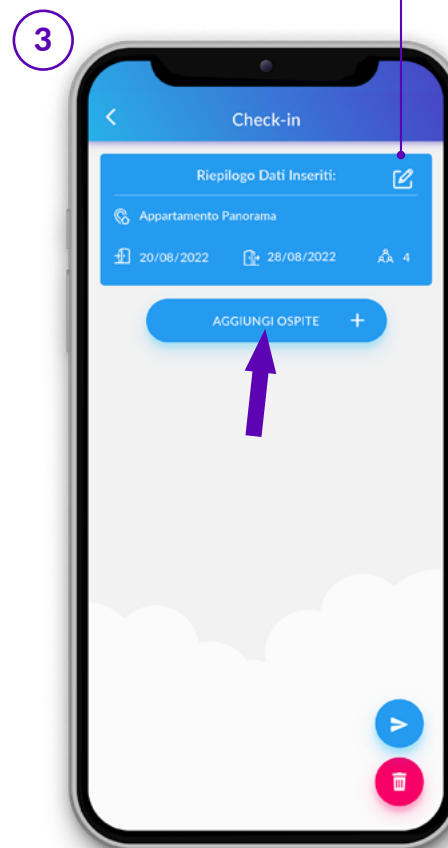 3
Check-in
Riepilogo Dati Inseriti:
Appartamento Panorama
20/08/2022 28/08/2022 4
AGGIUNGI OSPITE +